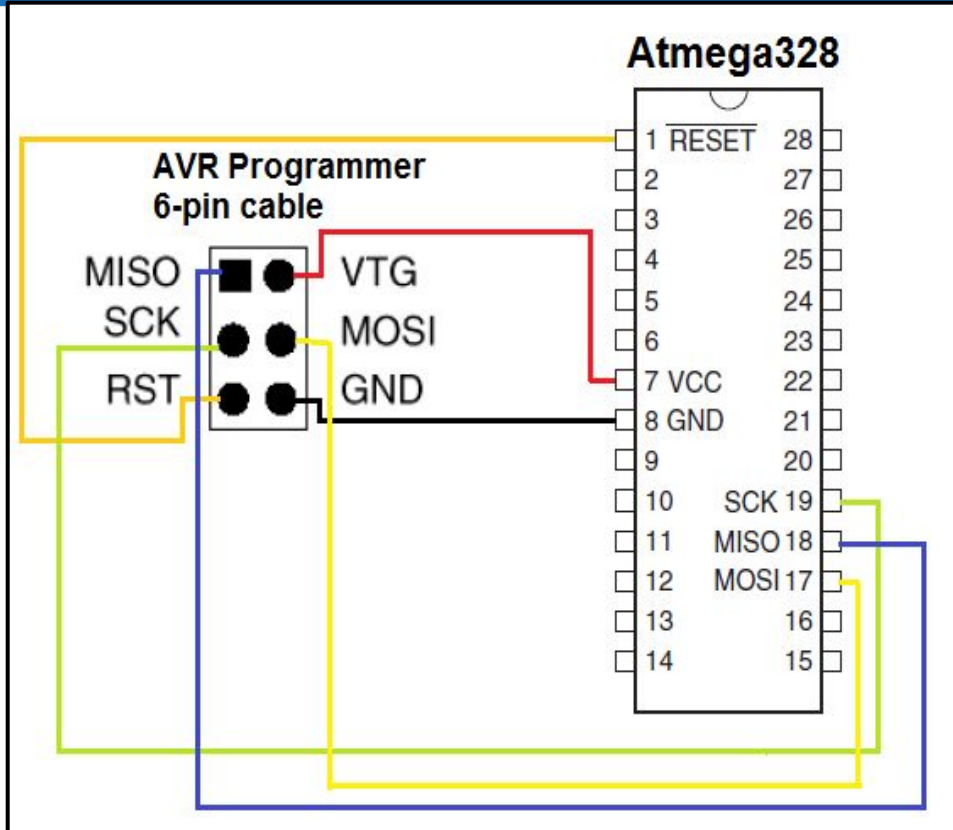 Atmega328
AVR Programmer
6-pin cable
MISO VTG
SCK MOSI
RST GND
1 RESET 28
2 27
3 26
4 25
5 24
6 23
7 VCC 22
8 GND 21
9 20
10 SCK 19
11 MISO 18
12 MOSI 17
13 16
14 15